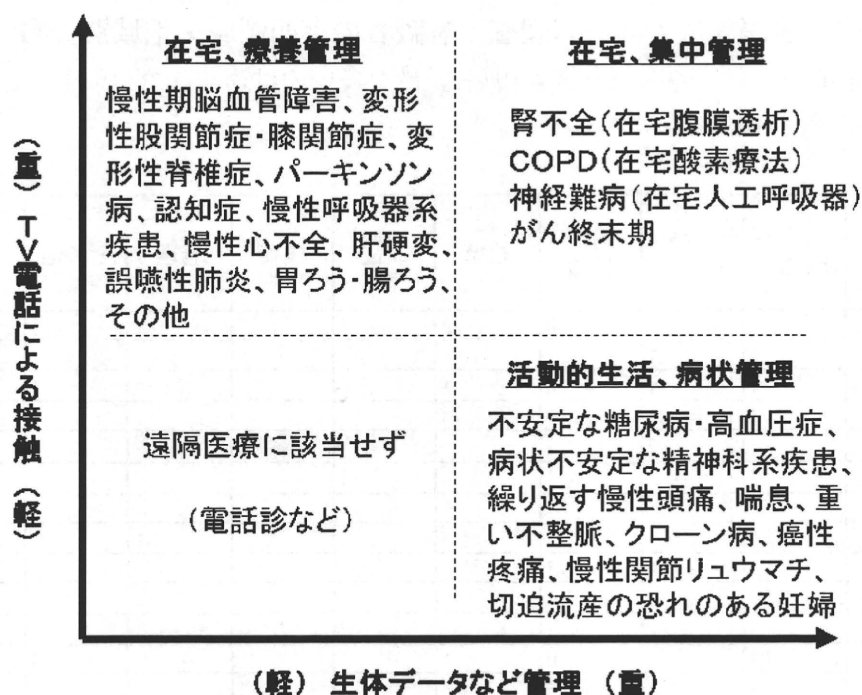 在宅、療養管理
慢性期脳血管障害、変形
性股関節症・膝関節症、変
形性脊椎症、パーキンソン
病、認知症、慢性呼吸器系
疾患、慢性心不全、肝硬変、
誤嚥性肺炎、胃ろう・腸ろう、
その他
在宅、集中管理
腎不全（在宅腹膜透析）
COPD（在宅酸素療法）
神経難病（在宅人工呼吸器）
がん終末期
（重） TV電話による接触 （軽）
遠隔医療に該当せず
（電話診など）
活動的生活、病状管理
不安定な糖尿病・高血圧症、
病状不安定な精神科系疾患、
繰り返す慢性頭痛、喘息、重
い不整脈、クローン病、癌性
疼痛、慢性関節リュウマチ、
切迫流産の恐れのある妊婦
（軽） 生体データなど管理 （重）